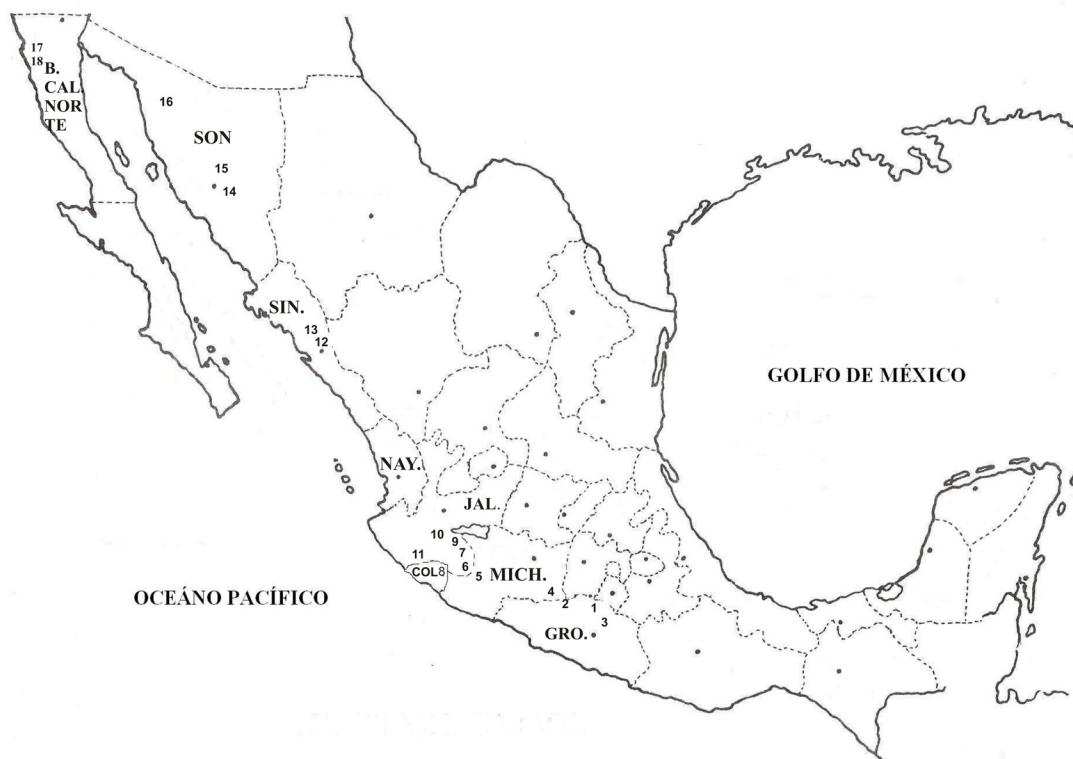 17
18 B.
CAL
NOR
TE
16
SON
15
14
SIN.
13
12
GOLFO DE MÉXICO
NAY.
JAL.
10
9
11
7
6
COL8
5
MICH.
OCEÁNO PACÍFICO
4
2
1
3
GRO.